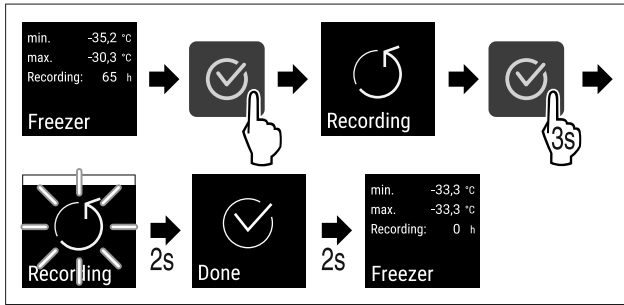 min. -35,2 °C
max. -30,3 °C
Recording: 65 h
Freezer
Recording
3s
Recording
2s
Done
2s
min. -33,3 °C
max. -33,3 °C
Recording: 0 h
Freezer